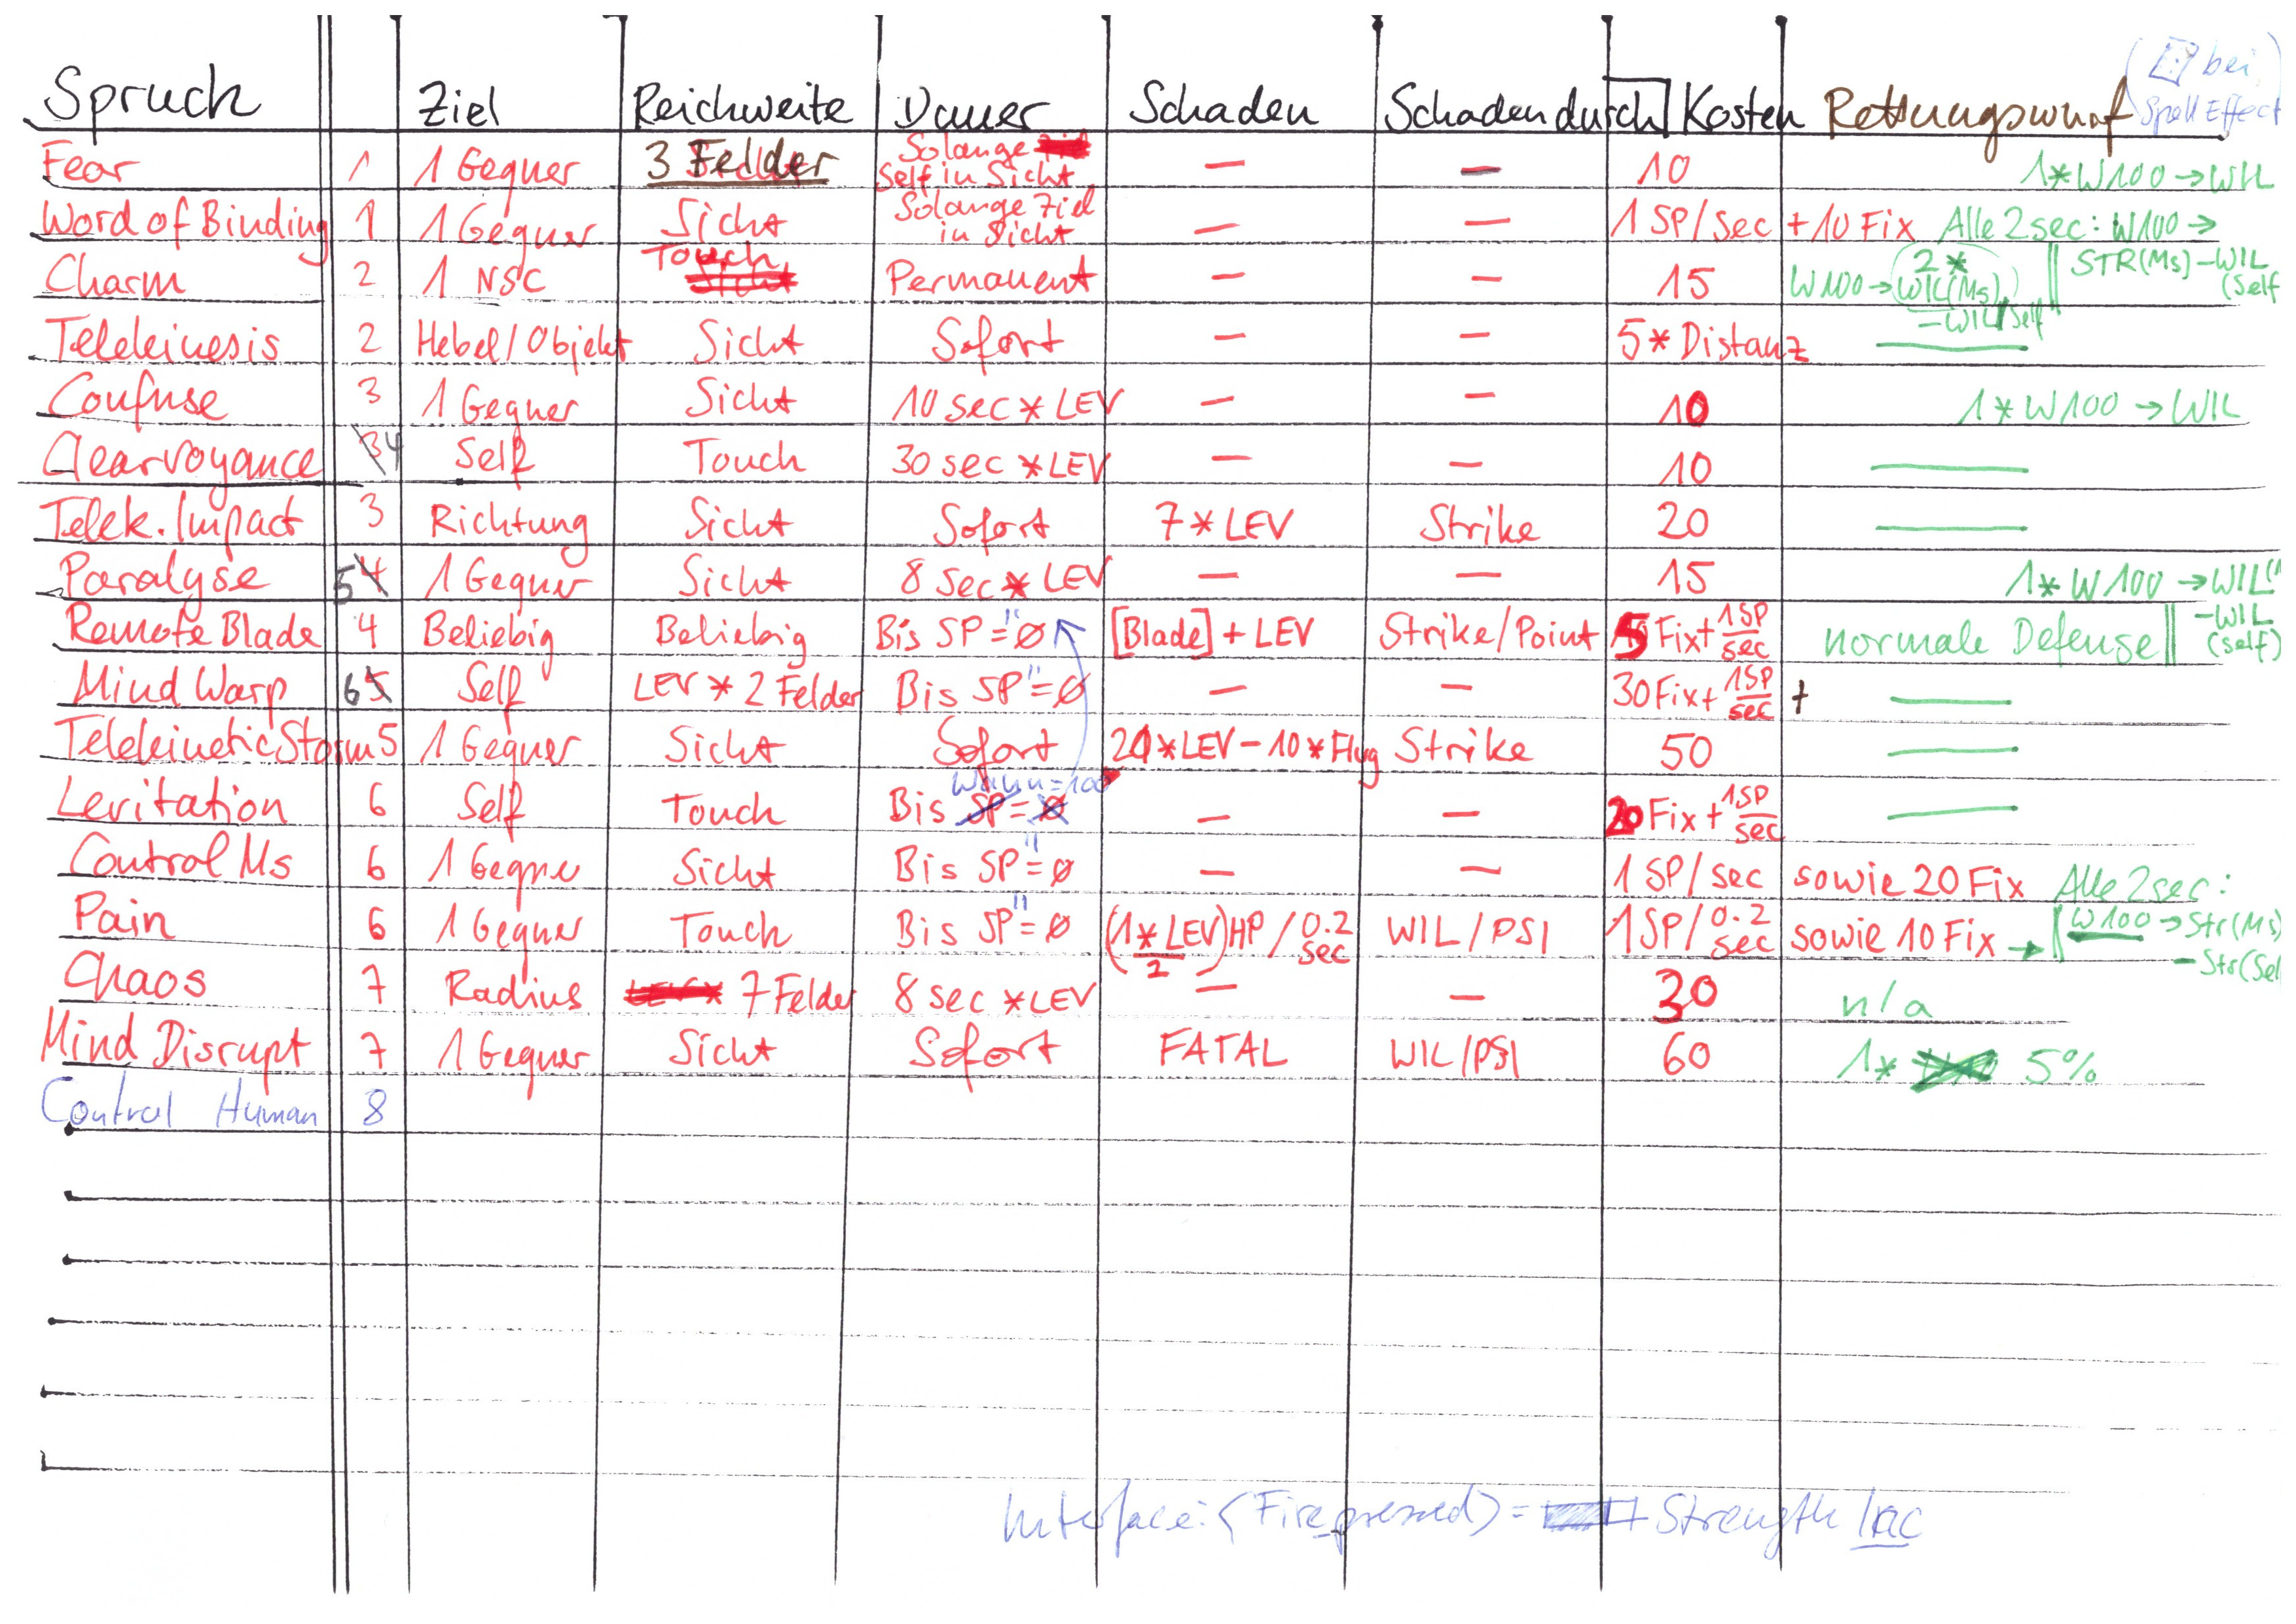 Spruch Ziel Reichweite Dauer Schaden Schaden durch Kosten Rettungswurf ( bei Spell Effect)
Fear 1 1 Gegner 3 Felder Solange Self in Sicht — — 10 1*W100→WIL
Word of Binding 1 1 Gegner Sicht Solange Ziel in Sicht — — 1 SP/Sec +10 Fix Alle 2sec: W100→ STR(Ms)-WIL (Self
Charm 2 1 NSC Touch Permanent — — 15 W100→ 2* WIL(Ms) -WIL/Self
Telekinesis 2 Hebel/Objekt Sicht Sofort — — 5*Distanz —
Confuse 3 1 Gegner Sicht 10 sec*LEV — — 10 1*W100→WIL
Clearvoyance 4 Self Touch 30 sec*LEV — — 10 —
Telek. Impact 3 Richtung Sicht Sofort 7*LEV Strike 20 —
Paralyse 5 1 Gegner Sicht 8 Sec*LEV — — 15 1*W100→WIL -WIL (Self)
Remote Blade 4 Beliebig Beliebig Bis SP"=Ø [Blade]+LEV Strike/Point 5 Fix+1SP/sec normale Defense
Mind Warp 6 Self LEV*2 Felder Bis SP"=Ø — — 30 Fix+1SP/sec + —
Telekinetic Storm 5 1 Gegner Sicht Sofort 20*LEV-10*Flug Strike 50 —
Levitation 6 Self Touch Bis SP=Ø Wann=100 — — 20 Fix+1SP/sec —
Control Ms 6 1 Gegne Sicht Bis SP"=Ø — — 1 SP/sec sowie 20 Fix Alle 2sec:
Pain 6 1 Gegner Touch Bis SP"=Ø (1*LEV/2)HP/0.2 sec WIL/PSI 1SP/0.2 sec sowie 10 Fix W100→Str(Ms) -Str(Sel
Chaos 7 Radius 7 Felder 8 sec*LEV — — 30 n/a
Mind Disrupt 7 1 Gegner Sicht Sofort FATAL WIL/PSI 60 1* 5%
Control Human 8
Interface: (Fire pressed) = Strength